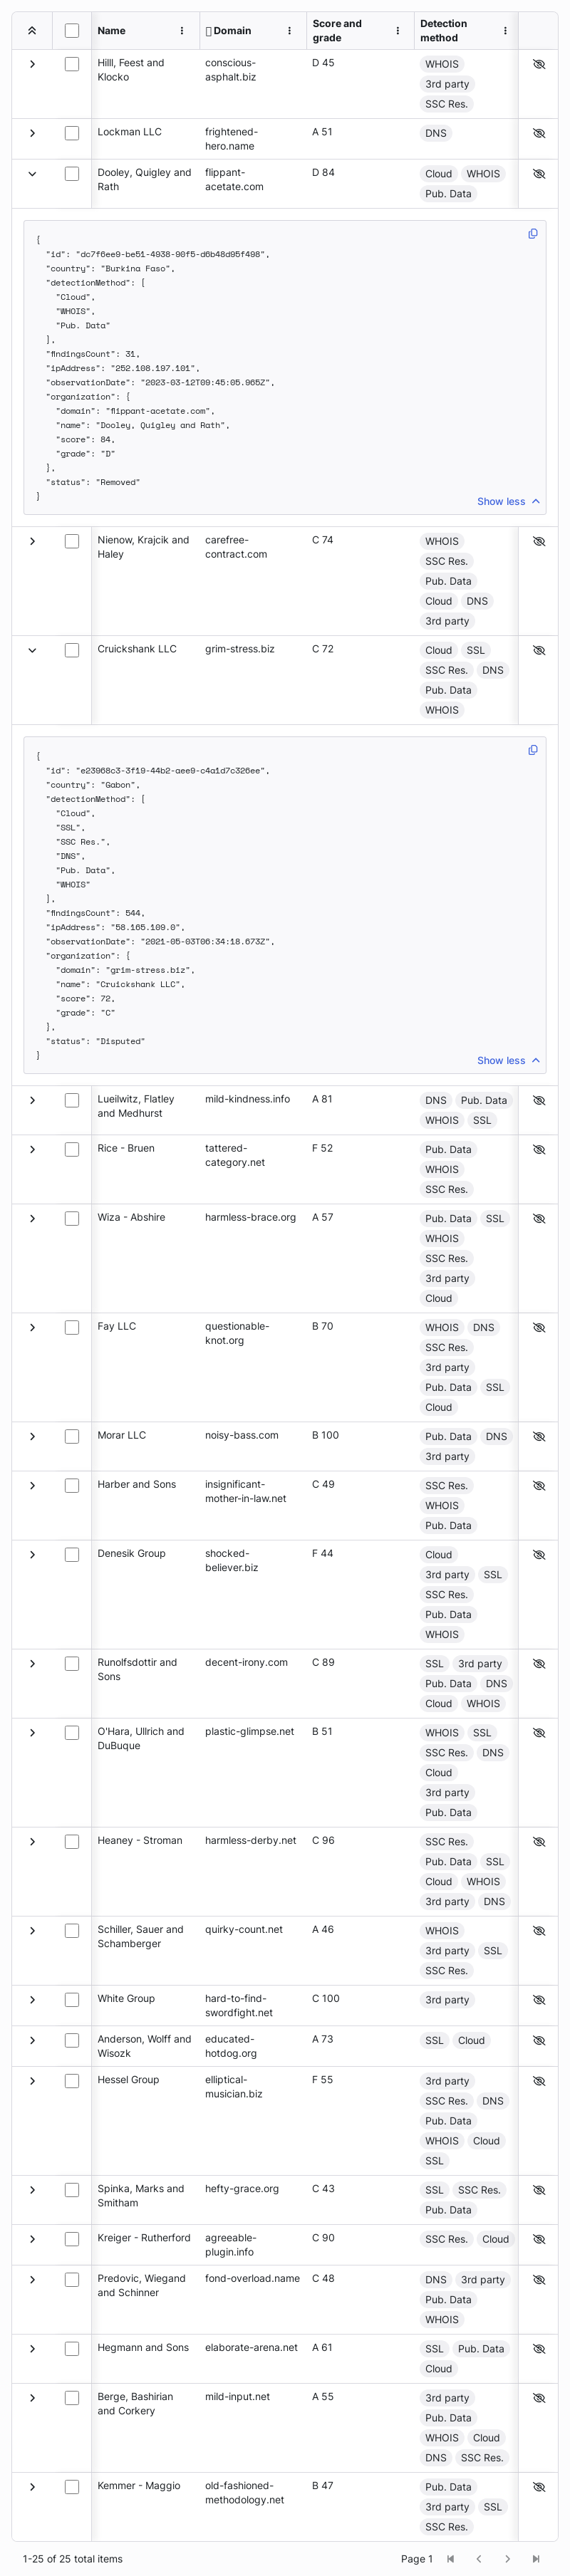 Name
Domain
Score and
grade
Detection
method
Hilll, Feest and
Klocko
conscious-
asphalt.biz
D 45
WHOIS
3rd party
SSC Res.
Lockman LLC
frightened-
hero.name
A 51
DNS
Dooley, Quigley and
Rath
flippant-
acetate.com
D 84
Cloud WHOIS
Pub. Data
{
"id": "dc7f6ee9-be51-4938-90f5-d6b48d95f498",
"country": "Burkina Faso",
"detectionMethod": [
"Cloud",
"WHOIS",
"Pub. Data"
],
"findingsCount": 31,
"ipAddress": "252.108.197.101",
"observationDate": "2023-03-12T09:45:05.965Z",
"organization": {
"domain": "flippant-acetate.com",
"name": "Dooley, Quigley and Rath",
"score": 84,
"grade": "D"
},
"status": "Removed"
}
Show less
Nienow, Krajcik and
Haley
carefree-
contract.com
C 74
WHOIS
SSC Res.
Pub. Data
Cloud DNS
3rd party
Cruickshank LLC
grim-stress.biz
C 72
Cloud SSL
SSC Res. DNS
Pub. Data
WHOIS
{
"id": "e23968c3-3f19-44b2-aee9-c4a1d7c326ee",
"country": "Gabon",
"detectionMethod": [
"Cloud",
"SSL",
"SSC Res.",
"DNS",
"Pub. Data",
"WHOIS"
],
"findingsCount": 544,
"ipAddress": "58.165.109.0",
"observationDate": "2021-05-03T06:34:18.673Z",
"organization": {
"domain": "grim-stress.biz",
"name": "Cruickshank LLC",
"score": 72,
"grade": "C"
},
"status": "Disputed"
}
Show less
Lueilwitz, Flatley
and Medhurst
mild-kindness.info
A 81
DNS Pub. Data
WHOIS SSL
Rice - Bruen
tattered-
category.net
F 52
Pub. Data
WHOIS
SSC Res.
Wiza - Abshire
harmless-brace.org
A 57
Pub. Data SSL
WHOIS
SSC Res.
3rd party
Cloud
Fay LLC
questionable-
knot.org
B 70
WHOIS DNS
SSC Res.
3rd party
Pub. Data SSL
Cloud
Morar LLC
noisy-bass.com
B 100
Pub. Data DNS
3rd party
Harber and Sons
insignificant-
mother-in-law.net
C 49
SSC Res.
WHOIS
Pub. Data
Denesik Group
shocked-
believer.biz
F 44
Cloud
3rd party SSL
SSC Res.
Pub. Data
WHOIS
Runolfsdottir and
Sons
decent-irony.com
C 89
SSL 3rd party
Pub. Data DNS
Cloud WHOIS
O'Hara, Ullrich and
DuBuque
plastic-glimpse.net
B 51
WHOIS SSL
SSC Res. DNS
Cloud
3rd party
Pub. Data
Heaney - Stroman
harmless-derby.net
C 96
SSC Res.
Pub. Data SSL
Cloud WHOIS
3rd party DNS
Schiller, Sauer and
Schamberger
quirky-count.net
A 46
WHOIS
3rd party SSL
SSC Res.
White Group
hard-to-find-
swordfight.net
C 100
3rd party
Anderson, Wolff and
Wisozk
educated-
hotdog.org
A 73
SSL Cloud
Hessel Group
elliptical-
musician.biz
F 55
3rd party
SSC Res. DNS
Pub. Data
WHOIS Cloud
SSL
Spinka, Marks and
Smitham
hefty-grace.org
C 43
SSL SSC Res.
Pub. Data
Kreiger - Rutherford
agreeable-
plugin.info
C 90
SSC Res. Cloud
Predovic, Wiegand
and Schinner
fond-overload.name
C 48
DNS 3rd party
Pub. Data
WHOIS
Hegmann and Sons
elaborate-arena.net
A 61
SSL Pub. Data
Cloud
Berge, Bashirian
and Corkery
mild-input.net
A 55
3rd party
Pub. Data
WHOIS Cloud
DNS SSC Res.
Kemmer - Maggio
old-fashioned-
methodology.net
B 47
Pub. Data
3rd party SSL
SSC Res.
1-25 of 25 total items
Page 1